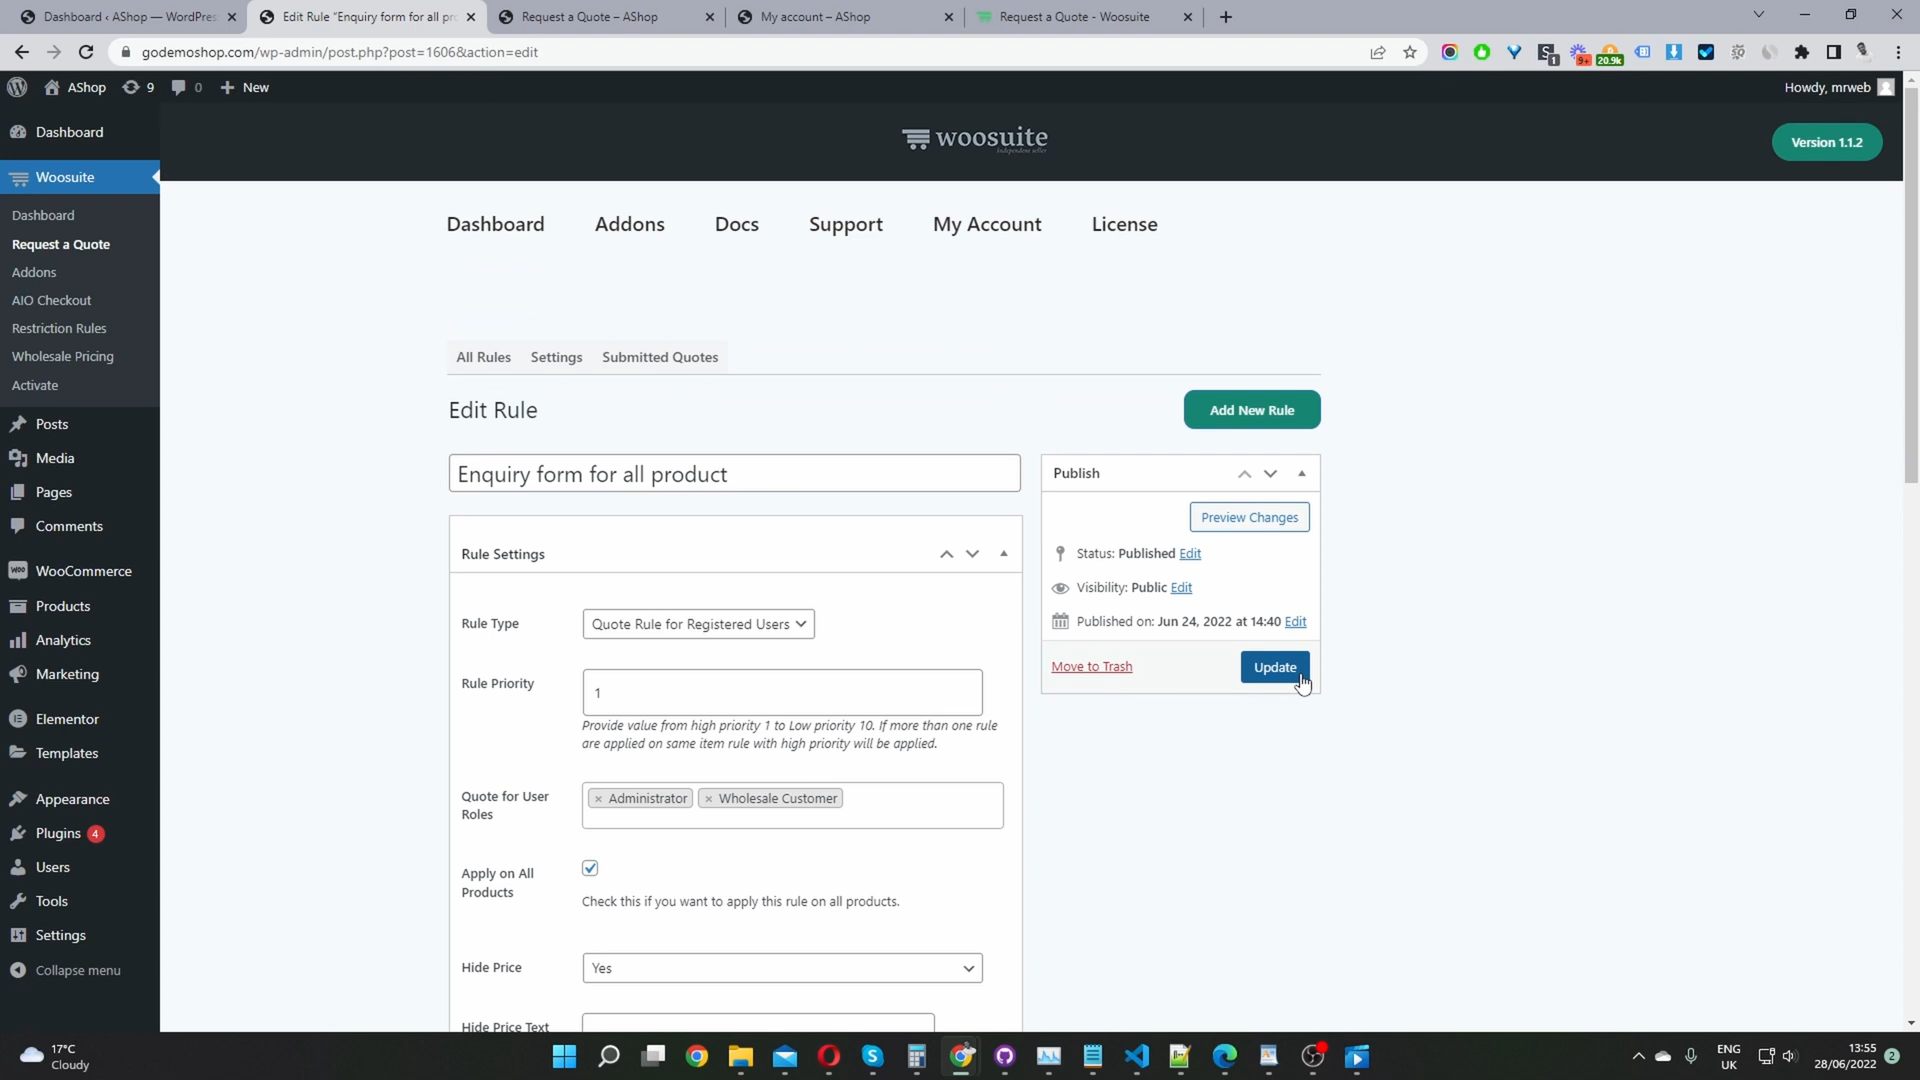 Dashboard ‹ AShop — WordPres
Edit Rule "Enquiry form for all pro
Request a Quote – AShop
My account – AShop
Request a Quote - Woosuite
godemoshop.com/wp-admin/post.php?post=1606&action=edit
1
9+
20.9k
AShop
9
0
New
Howdy, mrweb
Dashboard
Woosuite
Dashboard
Request a Quote
Addons
AIO Checkout
Restriction Rules
Wholesale Pricing
Activate
Posts
Media
Pages
Comments
WooCommerce
Products
Analytics
Marketing
Elementor
Templates
Appearance
Plugins 4
Users
Tools
Settings
Collapse menu
woosuite
Independent seller
Version 1.1.2
Dashboard
Addons
Docs
Support
My Account
License
All Rules
Settings
Submitted Quotes
Edit Rule
Add New Rule
Enquiry form for all product
Rule Settings
Rule Type
Quote Rule for Registered Users
Rule Priority
1
Provide value from high priority 1 to Low priority 10. If more than one rule
are applied on same item rule with high priority will be applied.
Quote for User
Roles
× Administrator
× Wholesale Customer
Apply on All
Products
Check this if you want to apply this rule on all products.
Hide Price
Yes
Hide Price Text
Publish
Preview Changes
Status: Published Edit
Visibility: Public Edit
Published on: Jun 24, 2022 at 14:40 Edit
Move to Trash
Update
17°C
Cloudy
ENG
UK
13:55
28/06/2022
2